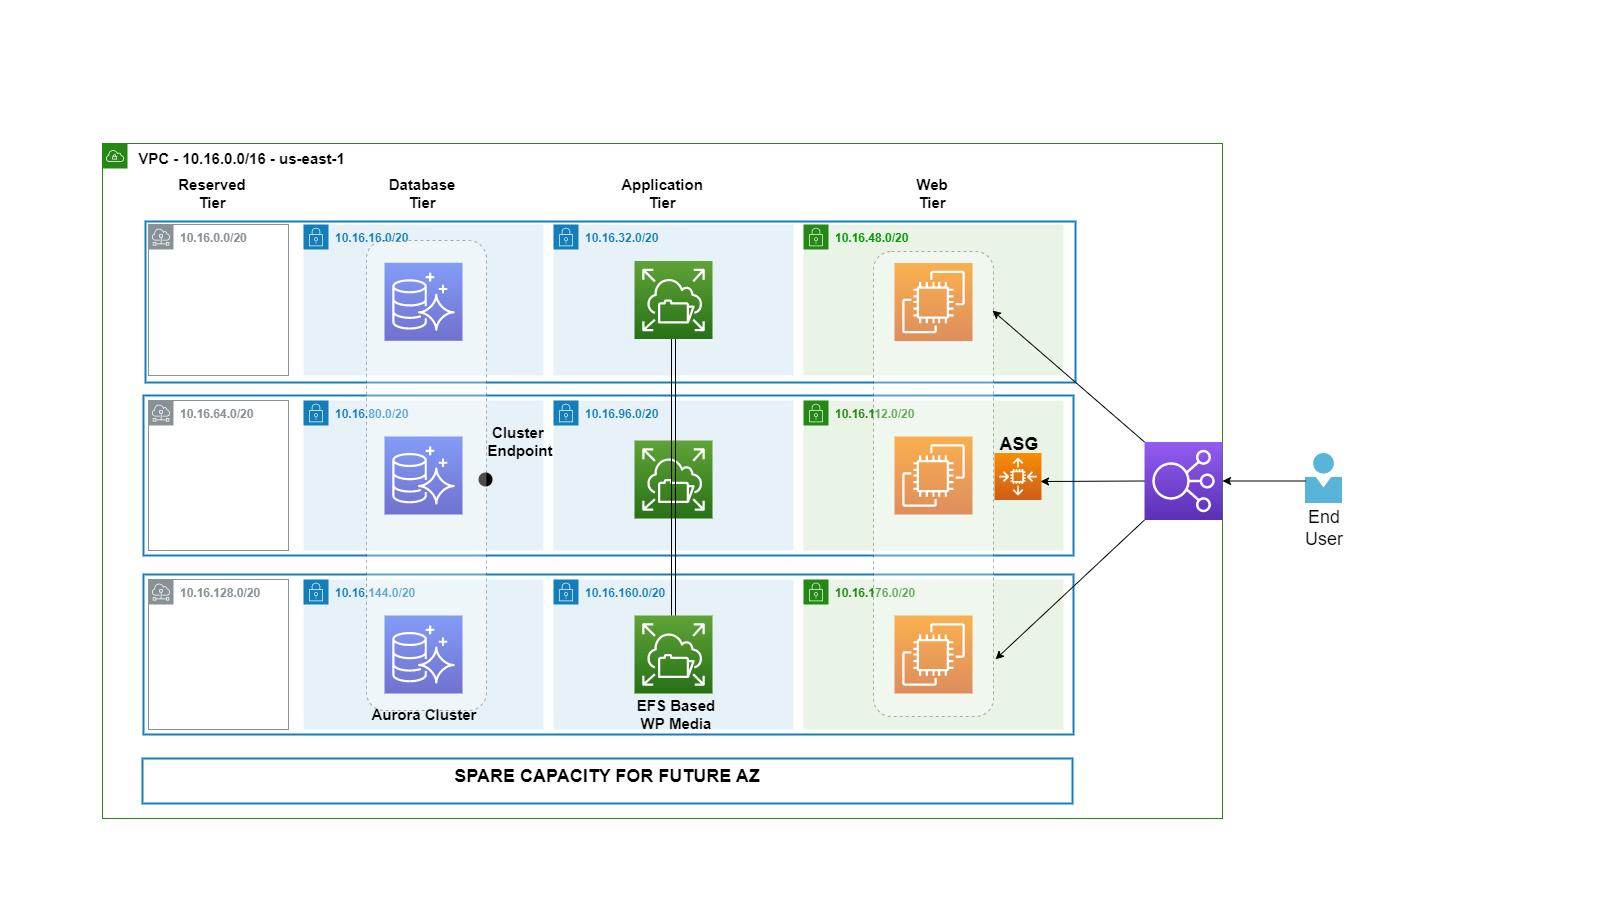 VPC - 10.16.0.0/16 - us-east-1
Reserved
Tier
Database
Tier
Application
Tier
Web
Tier
10.16.0.0/20
10.16.16.0/20
10.16.32.0/20
10.16.48.0/20
10.16.64.0/20
10.16.80.0/20
10.16.96.0/20
10.16.112.0/20
Cluster
Endpoint
ASG
End
User
10.16.128.0/20
10.16.144.0/20
10.16.160.0/20
10.16.176.0/20
Aurora Cluster
EFS Based
WP Media
SPARE CAPACITY FOR FUTURE AZ